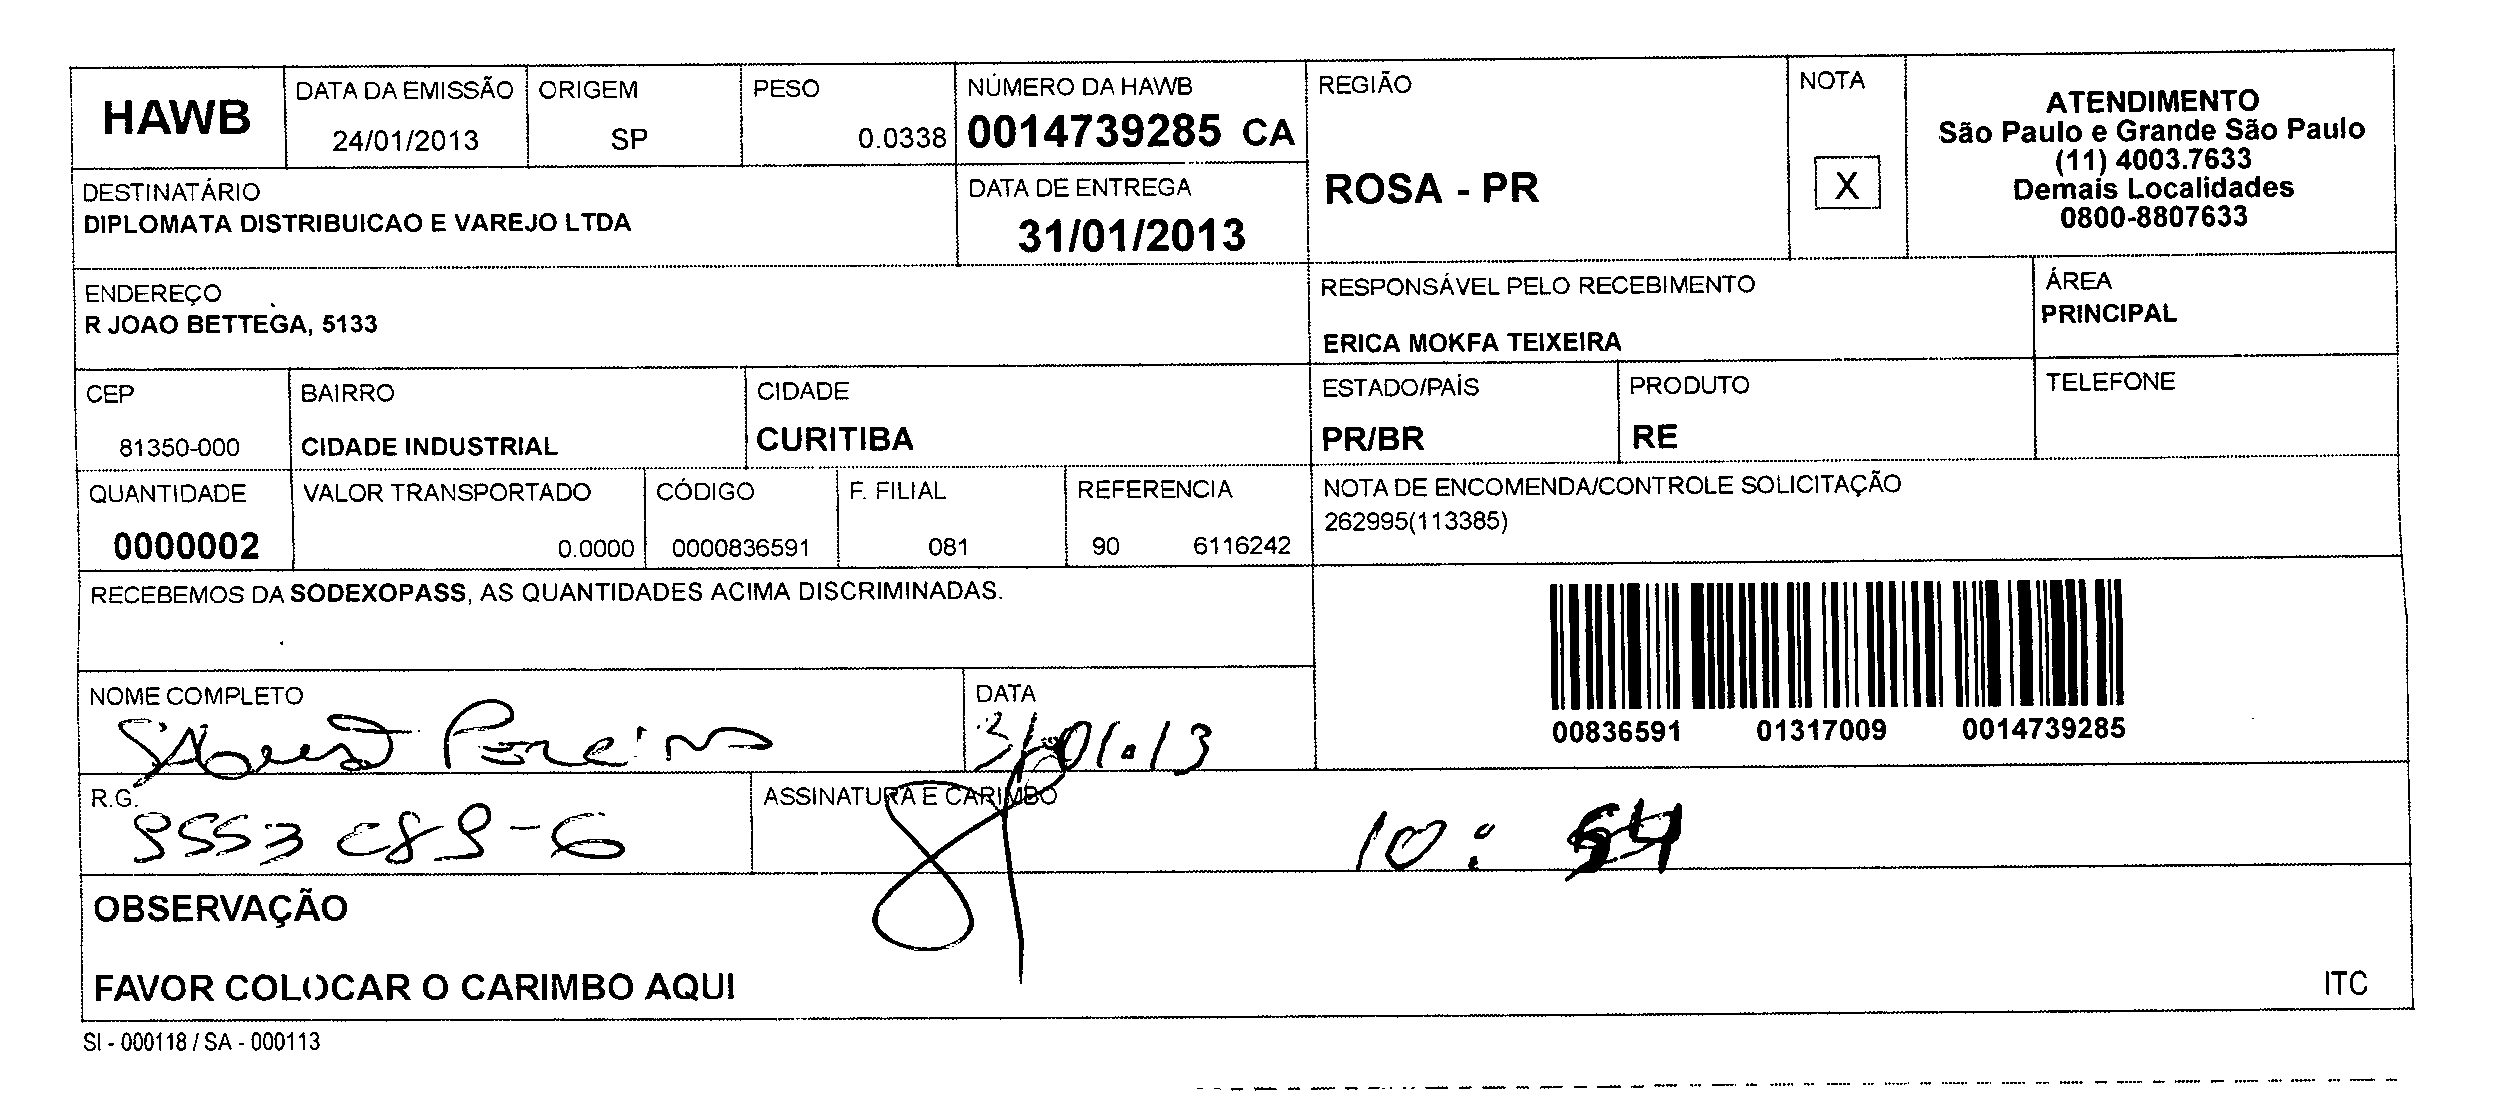 HAWB
DATA DA EMISSÃO
24/01/2013
ORIGEM
SP
PESO
0.0338
NÚMERO DA HAWB
0014739285 CA
REGIÃO
ROSA - PR
NOTA
X
ATENDIMENTO
São Paulo e Grande São Paulo
(11) 4003.7633
Demais Localidades
0800-8807633
DESTINATÁRIO
DIPLOMATA DISTRIBUICAO E VAREJO LTDA
DATA DE ENTREGA
31/01/2013
ENDEREÇO
R JOAO BETTEGA, 5133
RESPONSÁVEL PELO RECEBIMENTO
ERICA MOKFA TEIXEIRA
ÁREA
PRINCIPAL
CEP
81350-000
BAIRRO
CIDADE INDUSTRIAL
CIDADE
CURITIBA
ESTADO/PAÍS
PR/BR
PRODUTO
RE
TELEFONE
QUANTIDADE
0000002
VALOR TRANSPORTADO
0.0000
CÓDIGO
0000836591
F. FILIAL
081
REFERENCIA
90 6116242
NOTA DE ENCOMENDA/CONTROLE SOLICITAÇÃO
262995(113385)
RECEBEMOS DA SODEXOPASS, AS QUANTIDADES ACIMA DISCRIMINADAS.
00836591 01317009 0014739285
NOME COMPLETO
Pereira
DATA
31/01.13
R.G.
ASSINATURA E CARIMBO
10:
OBSERVAÇÃO
FAVOR COLOCAR O CARIMBO AQUI
ITC
SI - 000118 / SA - 000113